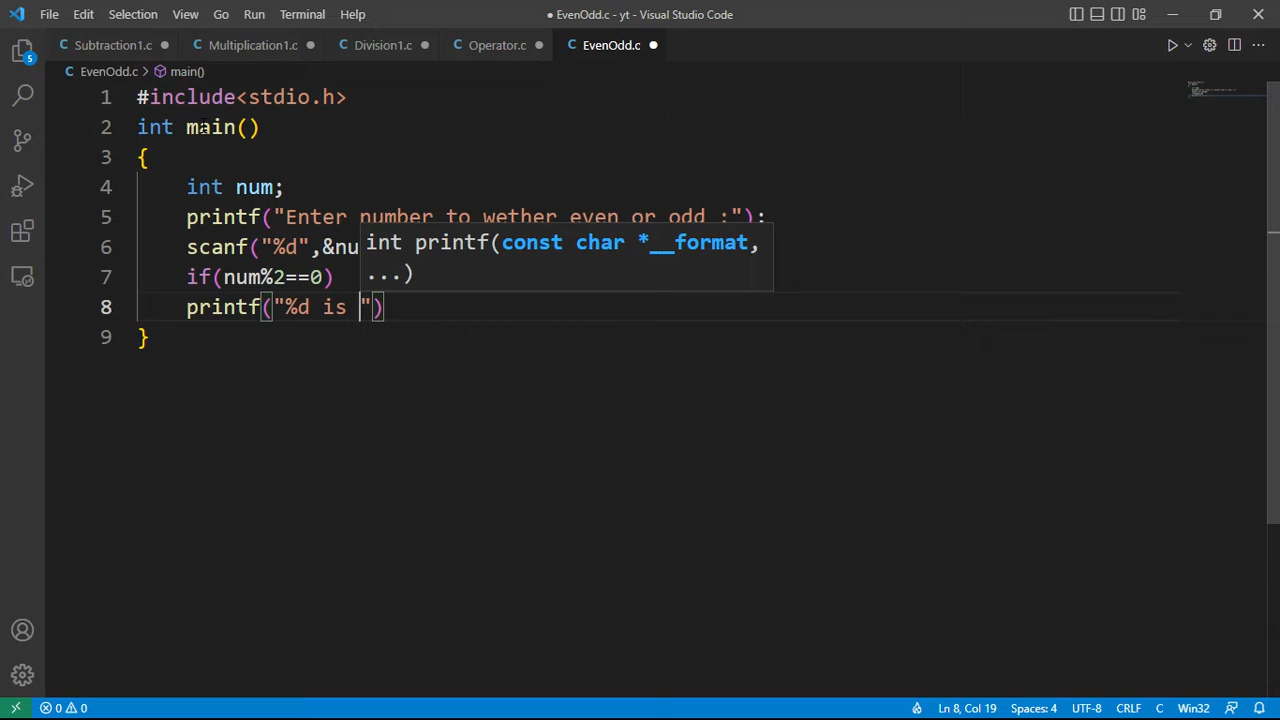 File Edit Selection View Go Run Terminal Help ● EvenOdd.c - yt - Visual Studio Code
C Subtraction1.c ● C Multiplication1.c ● C Division1.c ● C Operator.c ● C EvenOdd.c ●
C EvenOdd.c > main()
5
1 #include<stdio.h>
2 int main()
3 {
4 int num;
5 printf("Enter number to wether even or odd :");
6 scanf("%d",&nu
int printf(const char *__format,
...)
7 if(num%2==0)
8 printf("%d is ")
9 }
0 0 Ln 8, Col 19 Spaces: 4 UTF-8 CRLF C Win32